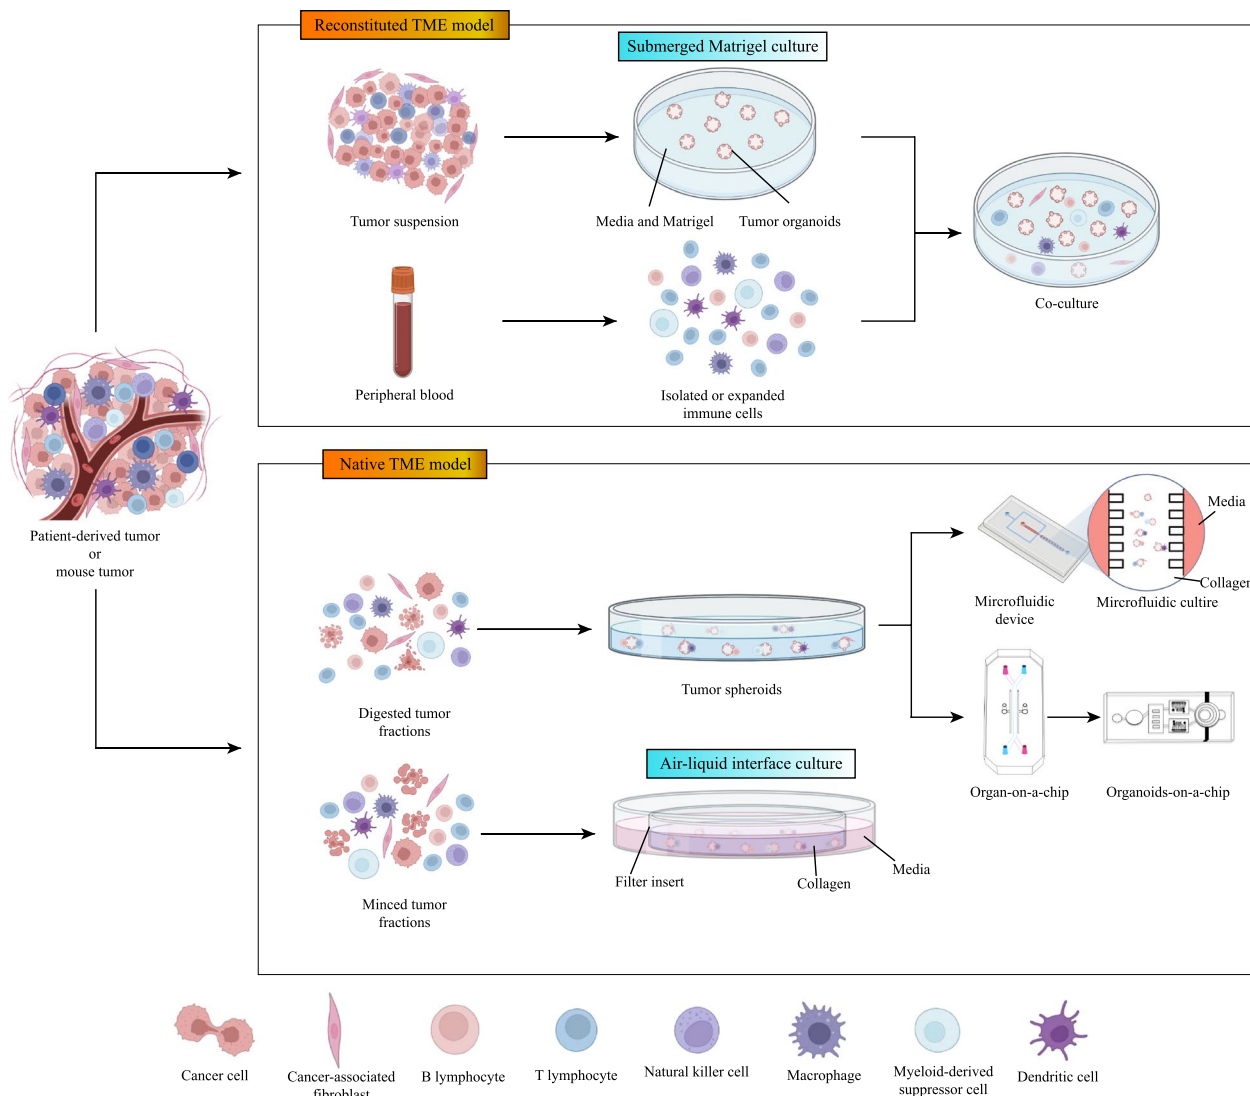 Reconstituted TME model
Submerged Matrigel culture
Tumor suspension
Media and Matrigel
Tumor organoids
Peripheral blood
Isolated or expanded
immune cells
Co-culture
Patient-derived tumor
or
mouse tumor
Native TME model
Digested tumor
fractions
Tumor spheroids
Mircrofluidic
device
Mircrofluidic cultire
Media
Collagen
Organ-on-a-chip
Organoids-on-a-chip
Minced tumor
fractions
Air-liquid interface culture
Filter insert
Collagen
Media
Cancer cell
Cancer-associated
fibroblast
B lymphocyte
T lymphocyte
Natural killer cell
Macrophage
Myeloid-derived
suppressor cell
Dendritic cell